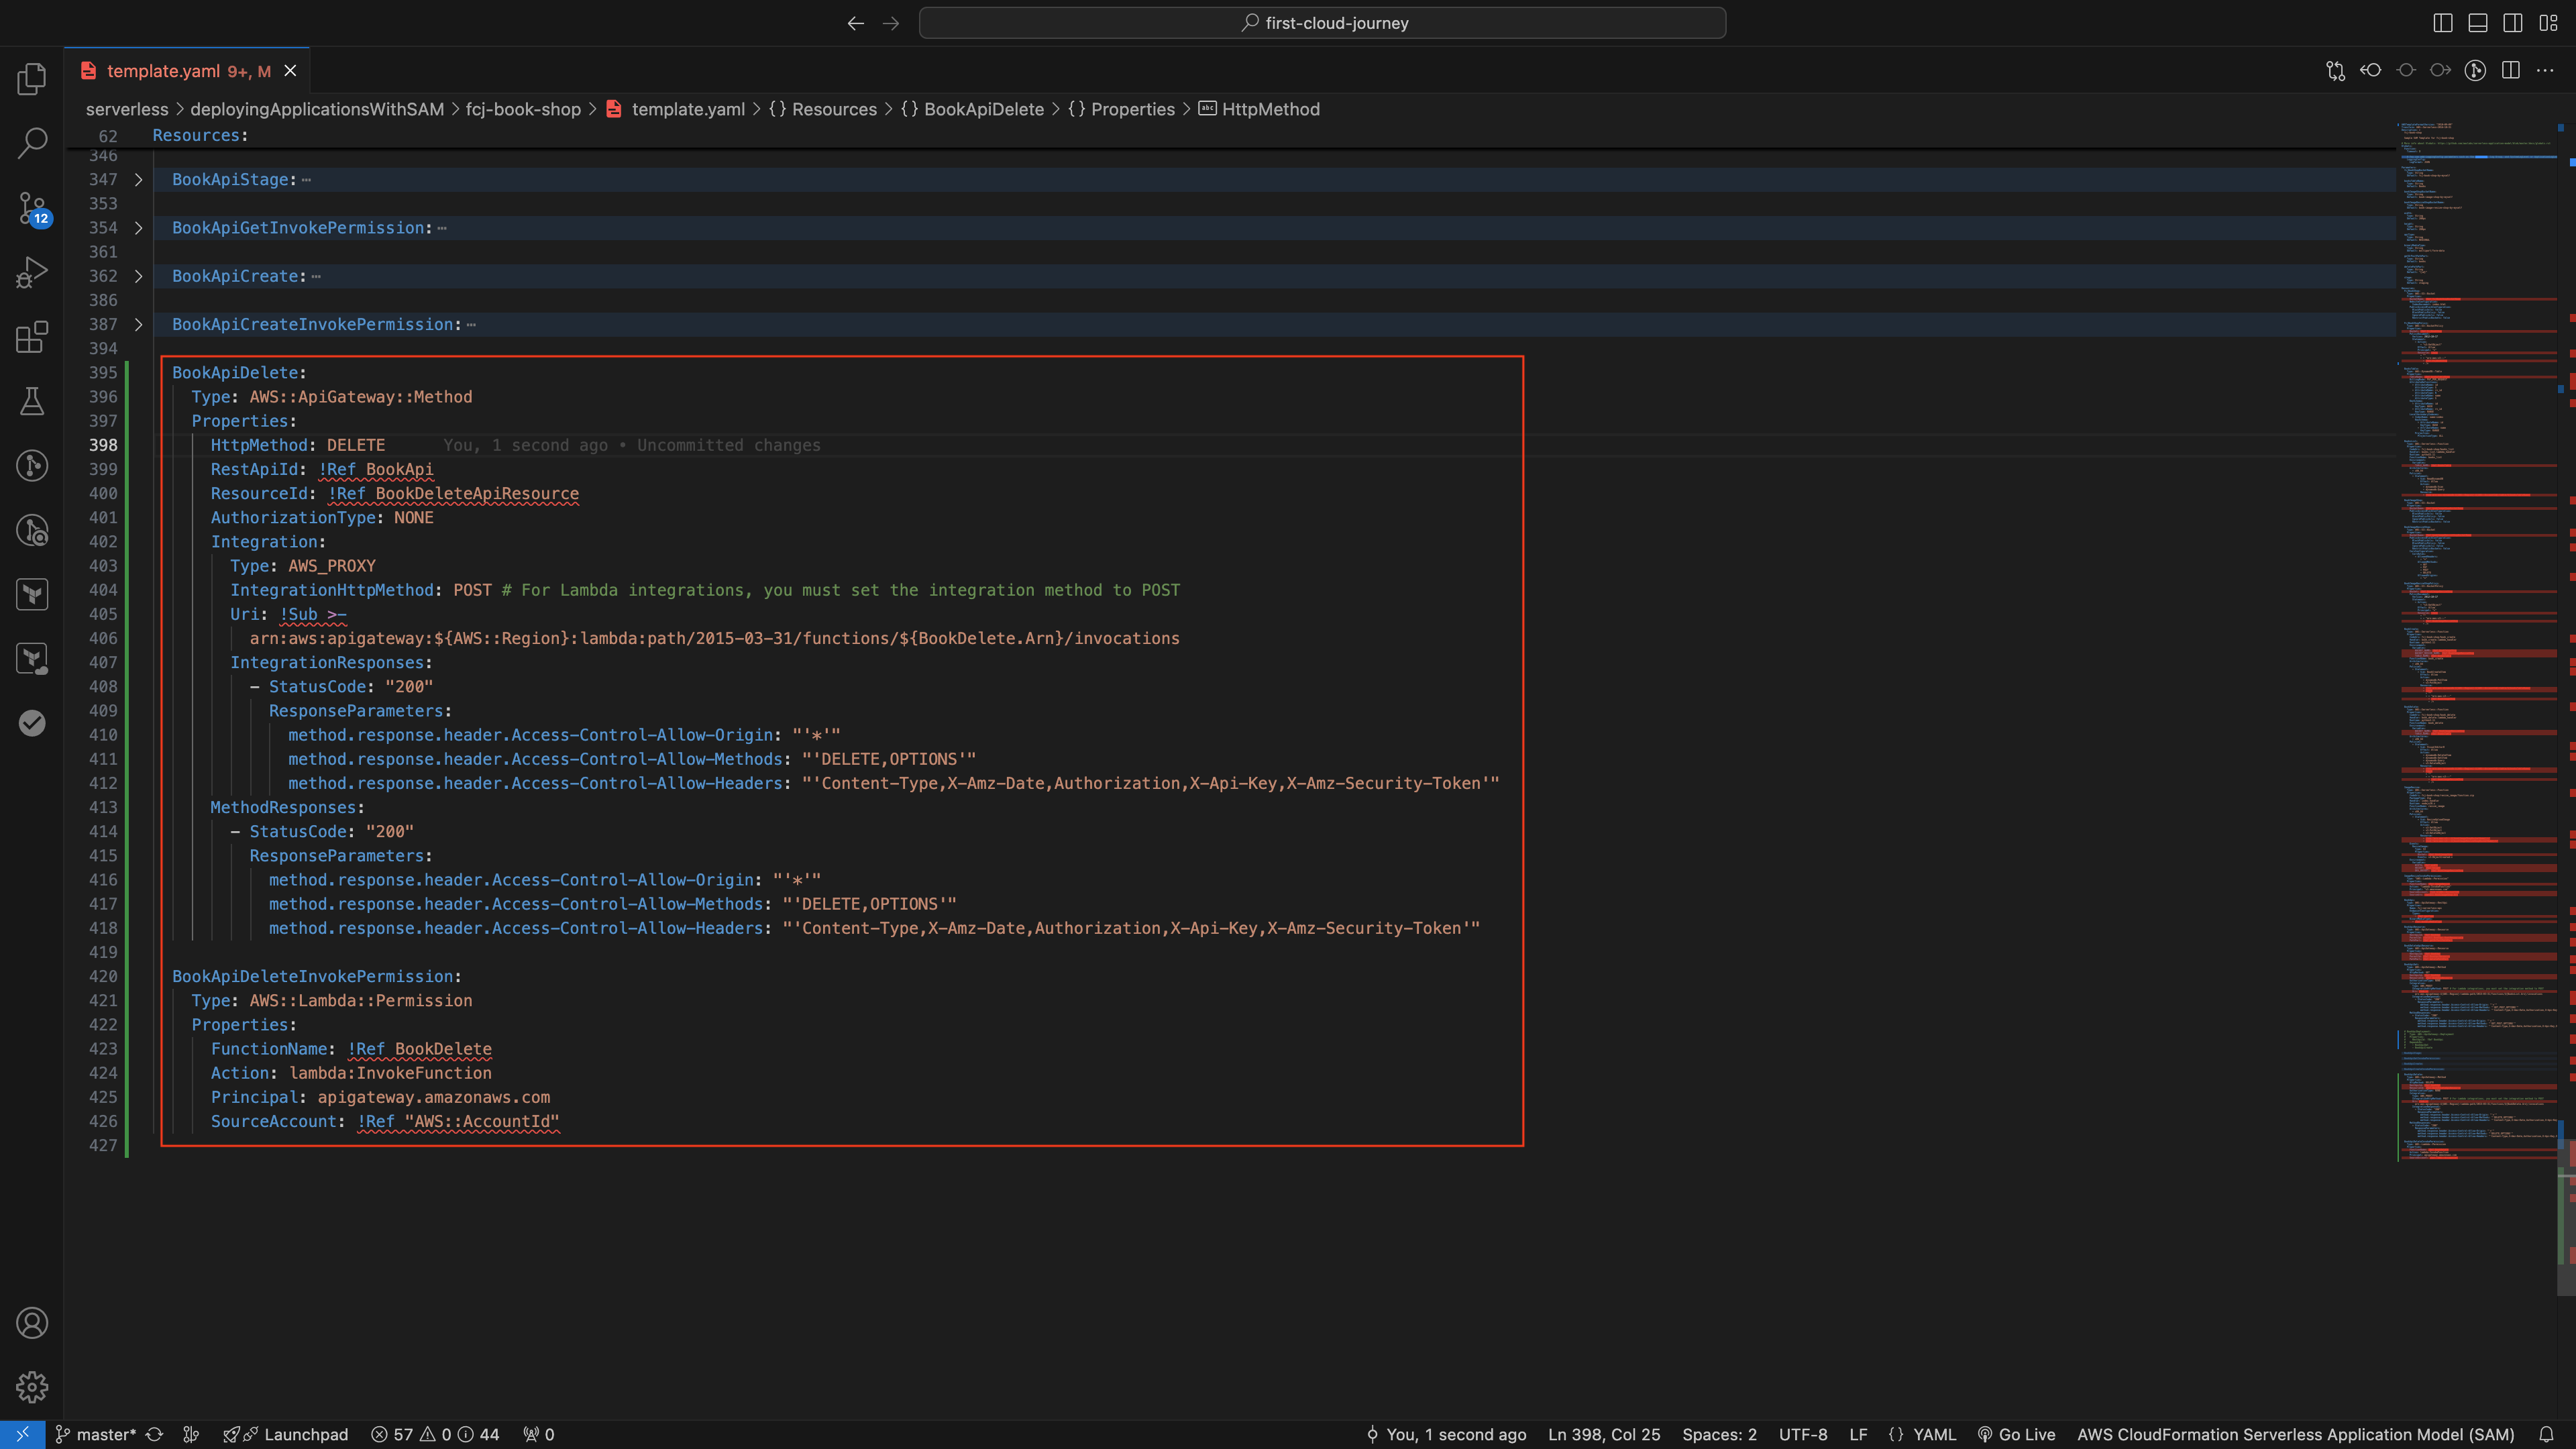 first-cloud-journey
template.yaml 9+, M
serverless > deployingApplicationsWithSAM > fcj-book-shop > template.yaml > {} Resources > {} BookApiDelete > {} Properties > abc HttpMethod
62 Resources:
346
347 BookApiStage: ⋯
353
354 BookApiGetInvokePermission: ⋯
361
362 BookApiCreate: ⋯
386
387 BookApiCreateInvokePermission: ⋯
394
395 BookApiDelete:
396 Type: AWS::ApiGateway::Method
397 Properties:
398 HttpMethod: DELETE You, 1 second ago • Uncommitted changes
399 RestApiId: !Ref BookApi
400 ResourceId: !Ref BookDeleteApiResource
401 AuthorizationType: NONE
402 Integration:
403 Type: AWS_PROXY
404 IntegrationHttpMethod: POST # For Lambda integrations, you must set the integration method to POST
405 Uri: !Sub >-
406 arn:aws:apigateway:${AWS::Region}:lambda:path/2015-03-31/functions/${BookDelete.Arn}/invocations
407 IntegrationResponses:
408 - StatusCode: "200"
409 ResponseParameters:
410 method.response.header.Access-Control-Allow-Origin: "'*'"
411 method.response.header.Access-Control-Allow-Methods: "'DELETE,OPTIONS'"
412 method.response.header.Access-Control-Allow-Headers: "'Content-Type,X-Amz-Date,Authorization,X-Api-Key,X-Amz-Security-Token'"
413 MethodResponses:
414 - StatusCode: "200"
415 ResponseParameters:
416 method.response.header.Access-Control-Allow-Origin: "'*'"
417 method.response.header.Access-Control-Allow-Methods: "'DELETE,OPTIONS'"
418 method.response.header.Access-Control-Allow-Headers: "'Content-Type,X-Amz-Date,Authorization,X-Api-Key,X-Amz-Security-Token'"
419
420 BookApiDeleteInvokePermission:
421 Type: AWS::Lambda::Permission
422 Properties:
423 FunctionName: !Ref BookDelete
424 Action: lambda:InvokeFunction
425 Principal: apigateway.amazonaws.com
426 SourceAccount: !Ref "AWS::AccountId"
427
12
master* Launchpad 57 0 44 0 You, 1 second ago Ln 398, Col 25 Spaces: 2 UTF-8 LF {} YAML Go Live AWS CloudFormation Serverless Application Model (SAM)